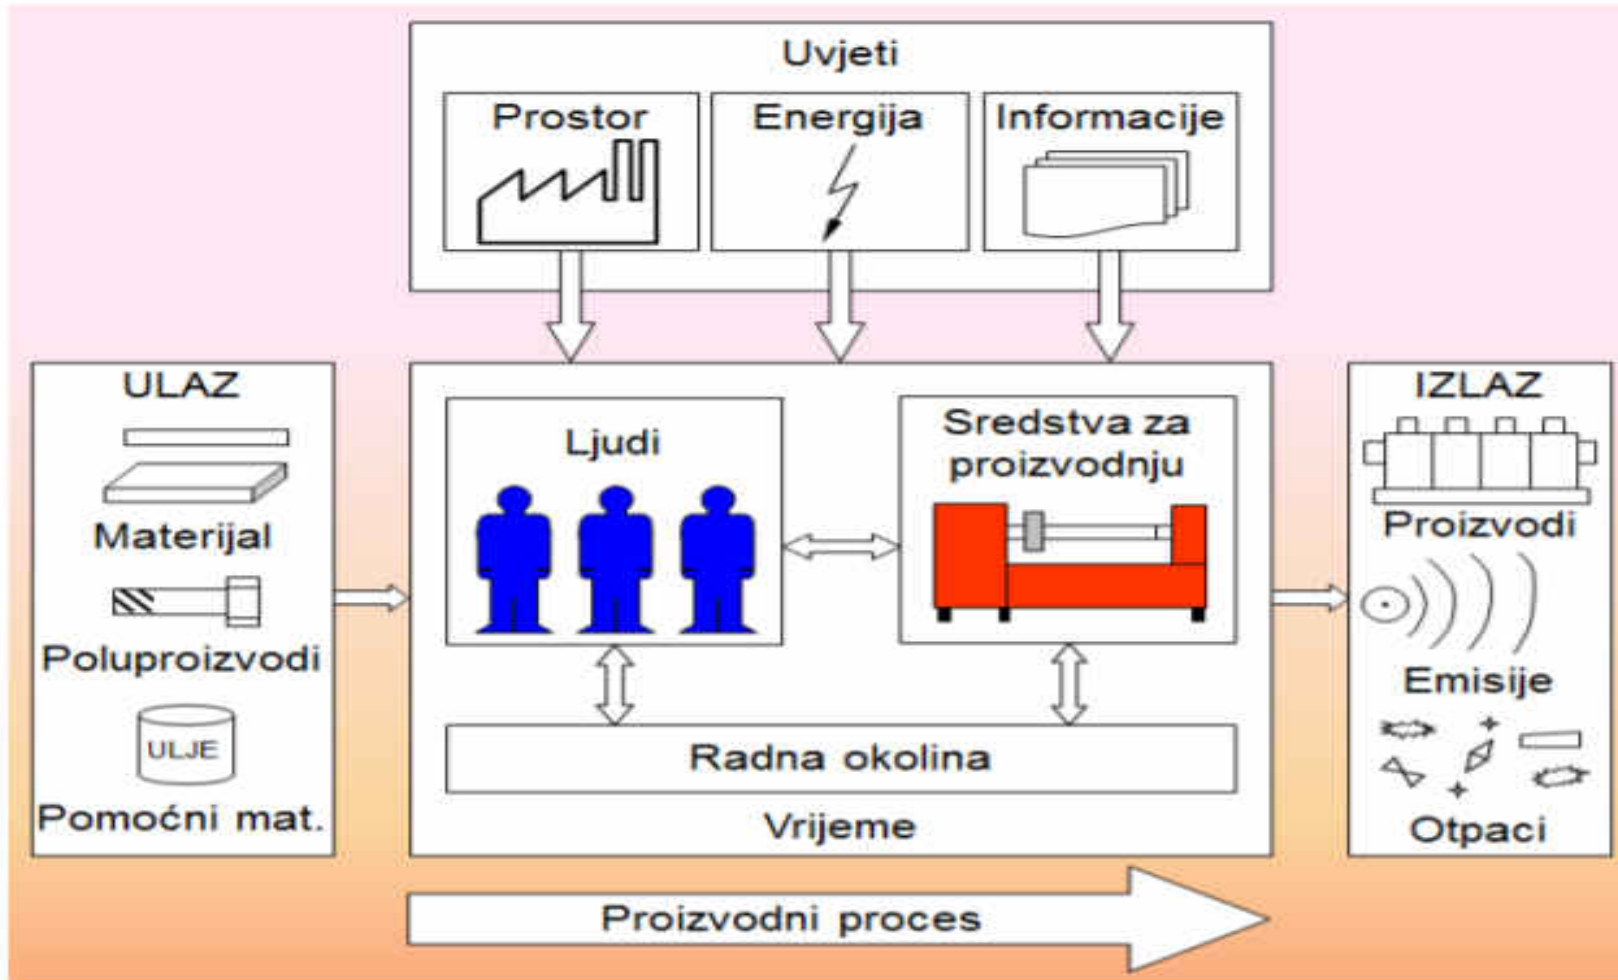 Uvjeti
Prostor
Energija
Informacije
ULAZ
Materijal
Poluproizvodi
ULJE
Pomoćni mat.
Ljudi
Sredstva za
proizvodnju
Radna okolina
Vrijeme
IZLAZ
Proizvodi
Emisije
Otpaci
Proizvodni proces